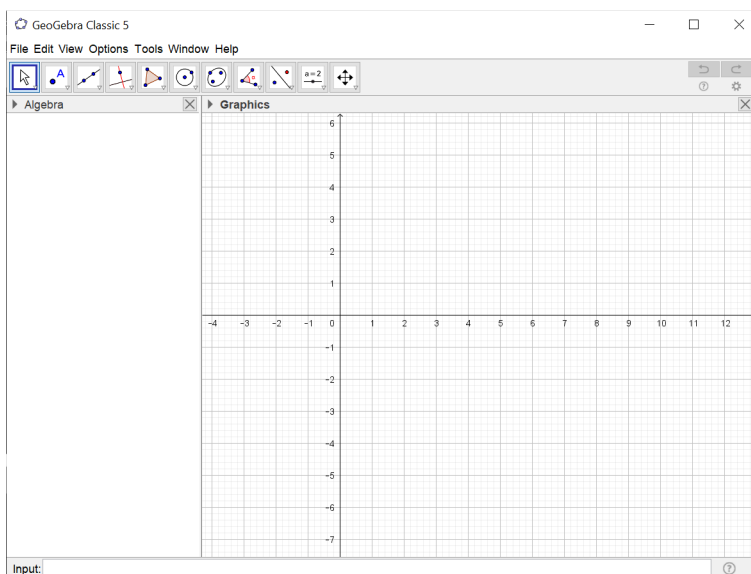 GeoGebra Classic 5
File Edit View Options Tools Window Help
A
a=2
Algebra
Graphics
6
5
4
3
2
1
-4 -3 -2 -1 0 1 2 3 4 5 6 7 8 9 10 11 12
-1
-2
-3
-4
-5
-6
-7
Input: